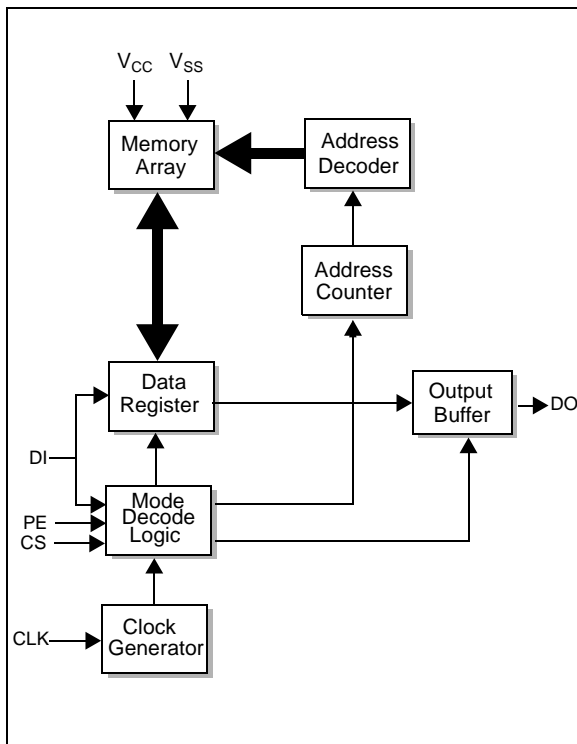 VCC VSS
Memory
Array
Address
Decoder
Address
Counter
Data
Register
Output
Buffer
DO
DI
PE
CS
Mode
Decode
Logic
CLK
Clock
Generator